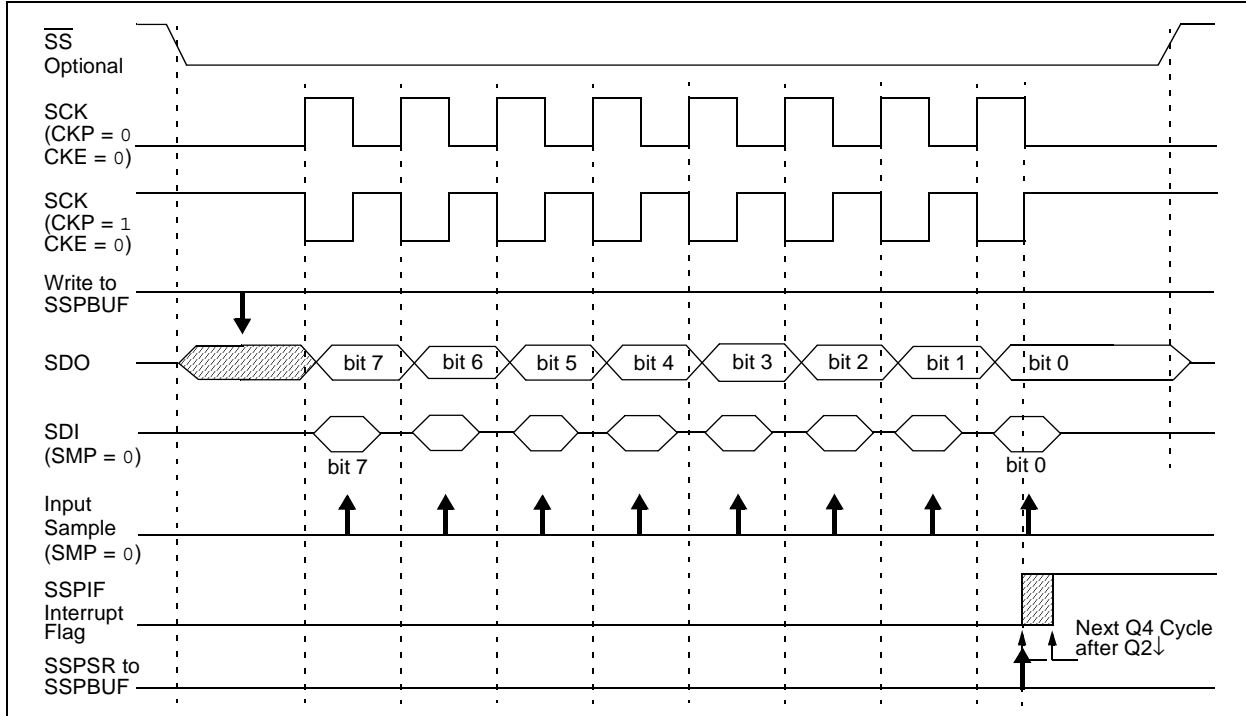 SS
Optional
SCK
(CKP = 0
CKE = 0)
SCK
(CKP = 1
CKE = 0)
Write to
SSPBUF
SDO
bit 7 bit 6 bit 5 bit 4 bit 3 bit 2 bit 1 bit 0
SDI
(SMP = 0)
bit 7 bit 0
Input
Sample
(SMP = 0)
SSPIF
Interrupt
Flag
Next Q4 Cycle
after Q2↓
SSPSR to
SSPBUF